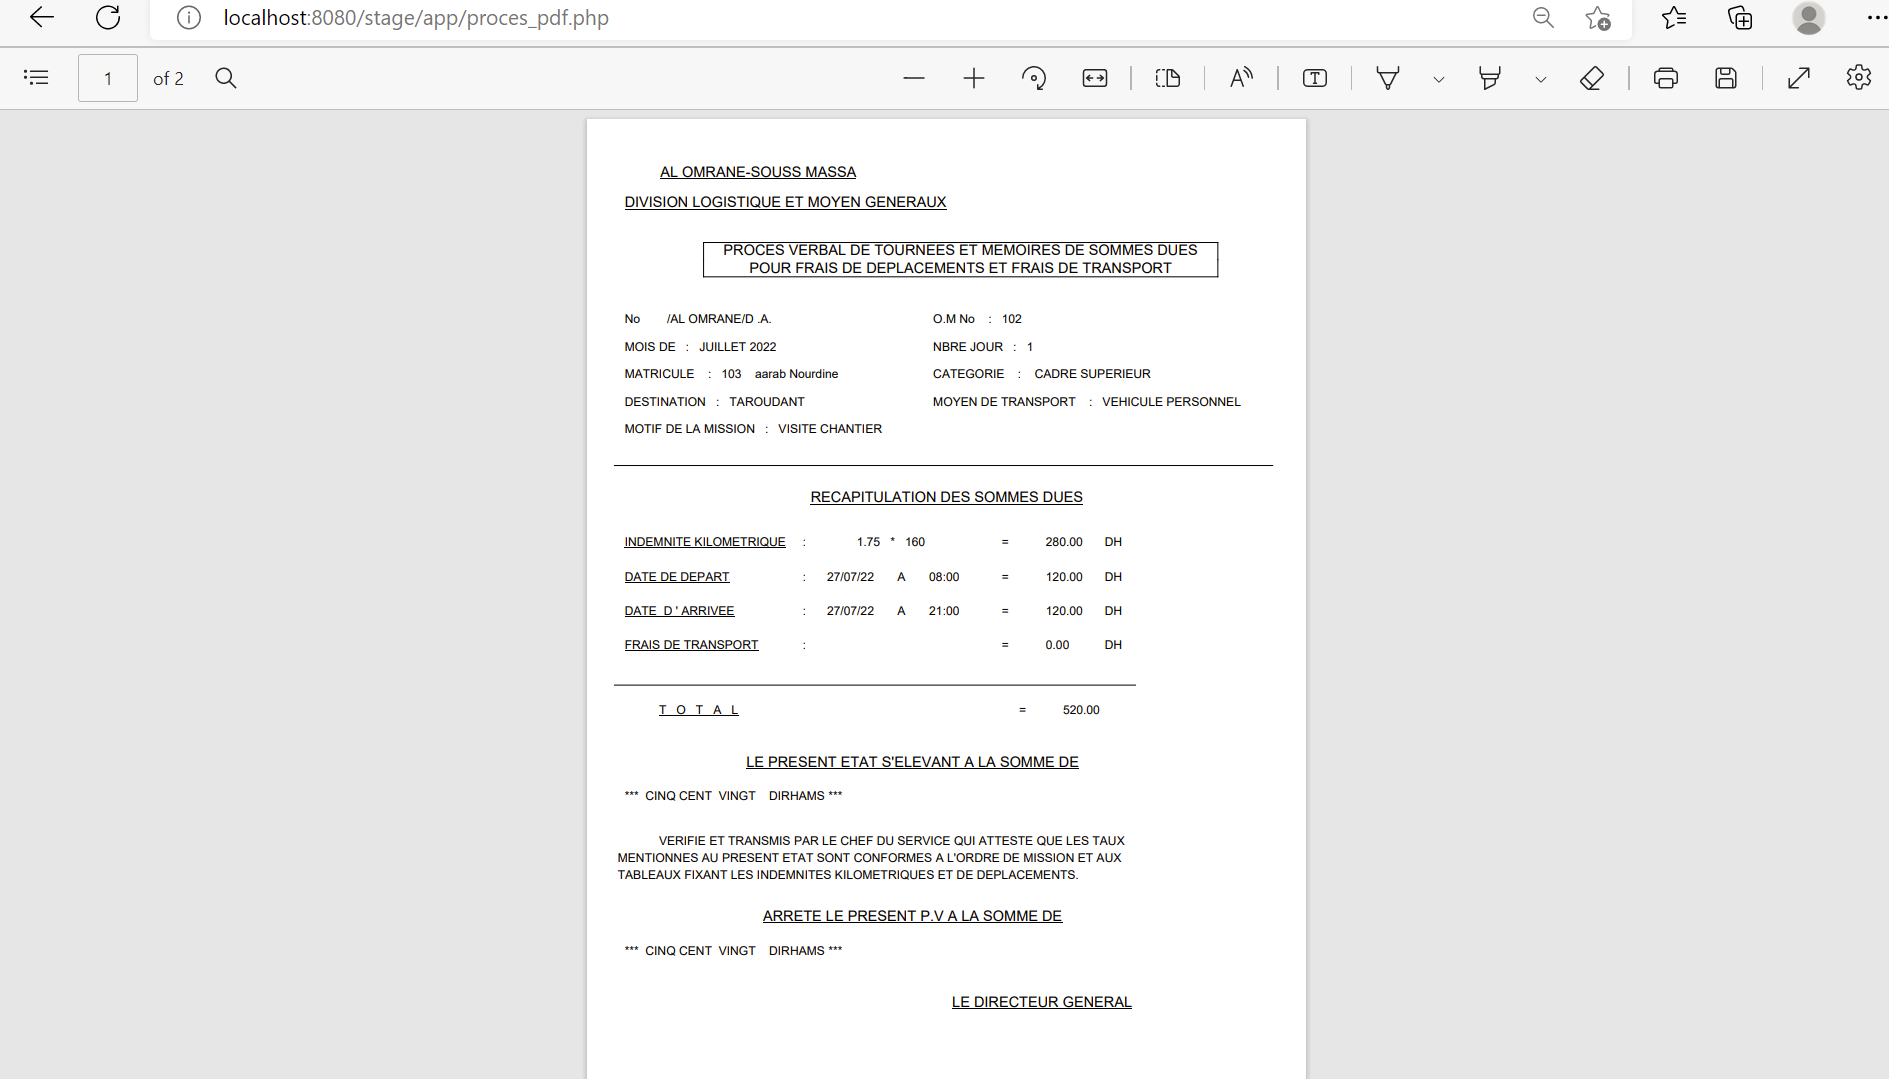 localhost:8080/stage/app/proces_pdf.php
1 of 2
AL OMRANE-SOUSS MASSA
DIVISION LOGISTIQUE ET MOYEN GENERAUX
PROCES VERBAL DE TOURNEES ET MEMOIRES DE SOMMES DUES
POUR FRAIS DE DEPLACEMENTS ET FRAIS DE TRANSPORT
No /AL OMRANE/D .A. O.M No : 102
MOIS DE : JUILLET 2022 NBRE JOUR : 1
MATRICULE : 103 aarab Nourdine CATEGORIE : CADRE SUPERIEUR
DESTINATION : TAROUDANT MOYEN DE TRANSPORT : VEHICULE PERSONNEL
MOTIF DE LA MISSION : VISITE CHANTIER
RECAPITULATION DES SOMMES DUES
INDEMNITE KILOMETRIQUE : 1.75 * 160 = 280.00 DH
DATE DE DEPART : 27/07/22 A 08:00 = 120.00 DH
DATE D ' ARRIVEE : 27/07/22 A 21:00 = 120.00 DH
FRAIS DE TRANSPORT : = 0.00 DH
T O T A L = 520.00
LE PRESENT ETAT S'ELEVANT A LA SOMME DE
*** CINQ CENT VINGT DIRHAMS ***
VERIFIE ET TRANSMIS PAR LE CHEF DU SERVICE QUI ATTESTE QUE LES TAUX
MENTIONNES AU PRESENT ETAT SONT CONFORMES A L'ORDRE DE MISSION ET AUX
TABLEAUX FIXANT LES INDEMNITES KILOMETRIQUES ET DE DEPLACEMENTS.
ARRETE LE PRESENT P.V A LA SOMME DE
*** CINQ CENT VINGT DIRHAMS ***
LE DIRECTEUR GENERAL